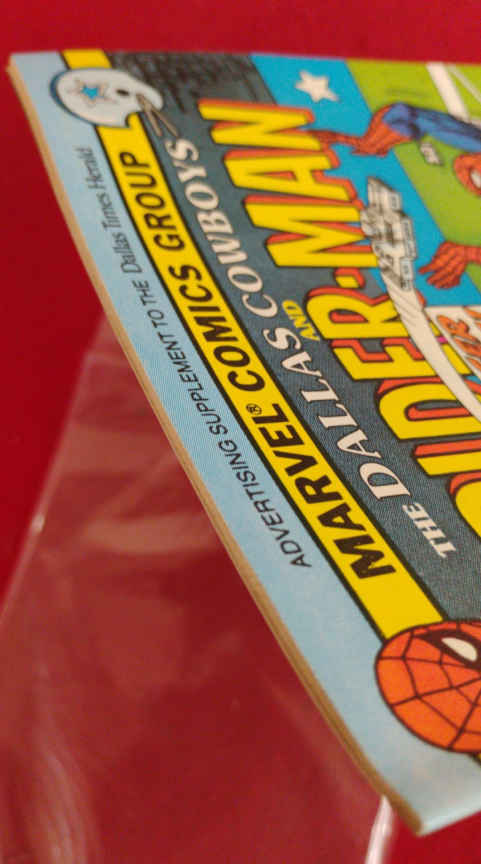 ADVERTISING SUPPLEMENT TO THE Dallas Times Herald
MARVEL® COMICS GROUP
THE DALLAS COWBOYS
AND
SPIDER-MAN